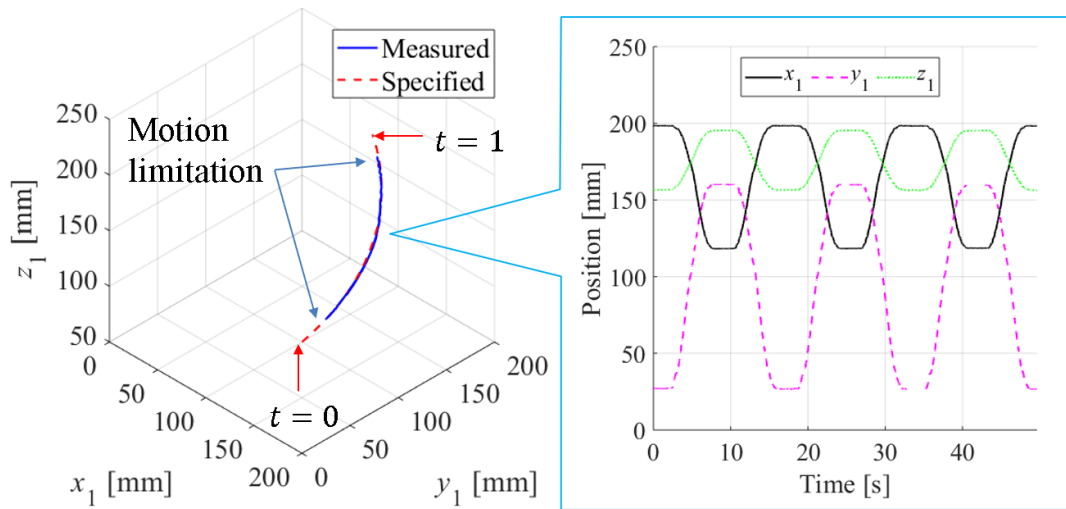 Measured
Specified
Motion
limitation
t = 1
t = 0
250
200
150
100
50
z1 [mm]
0
50
100
150
200
x1 [mm]
0
50
100
150
200
y1 [mm]
x1 y1 z1
250
200
150
100
50
0
Position [mm]
0 10 20 30 40
Time [s]